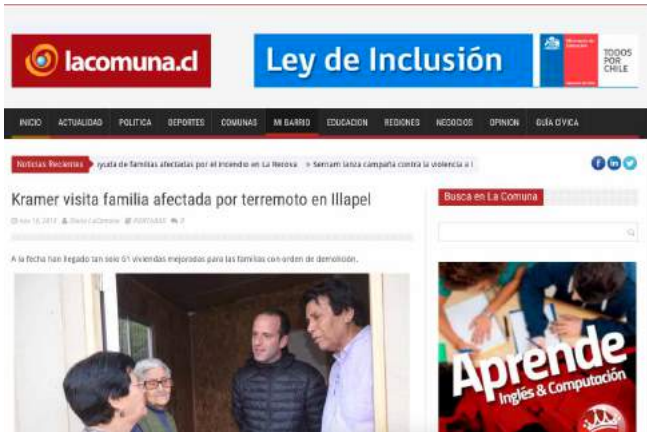 lacomuna.cl
Ley de Inclusión
TODOS
POR
CHILE
INICIO ACTUALIDAD POLITICA DEPORTES COMUNAS MI BARRIO EDUCACION REGIONES NEGOCIOS OPINION GUÍA CÍVICA
Noticias Recientes yuda de familias afectadas por el incendio en La Recova » Sernam lanza campaña contra la violencia a l
Kramer visita familia afectada por terremoto en Illapel
Busca en La Comuna
A la fecha han llegado tan solo 51 viviendas mejoradas para las familias con orden de demolición.
Aprende
Inglés & Computación